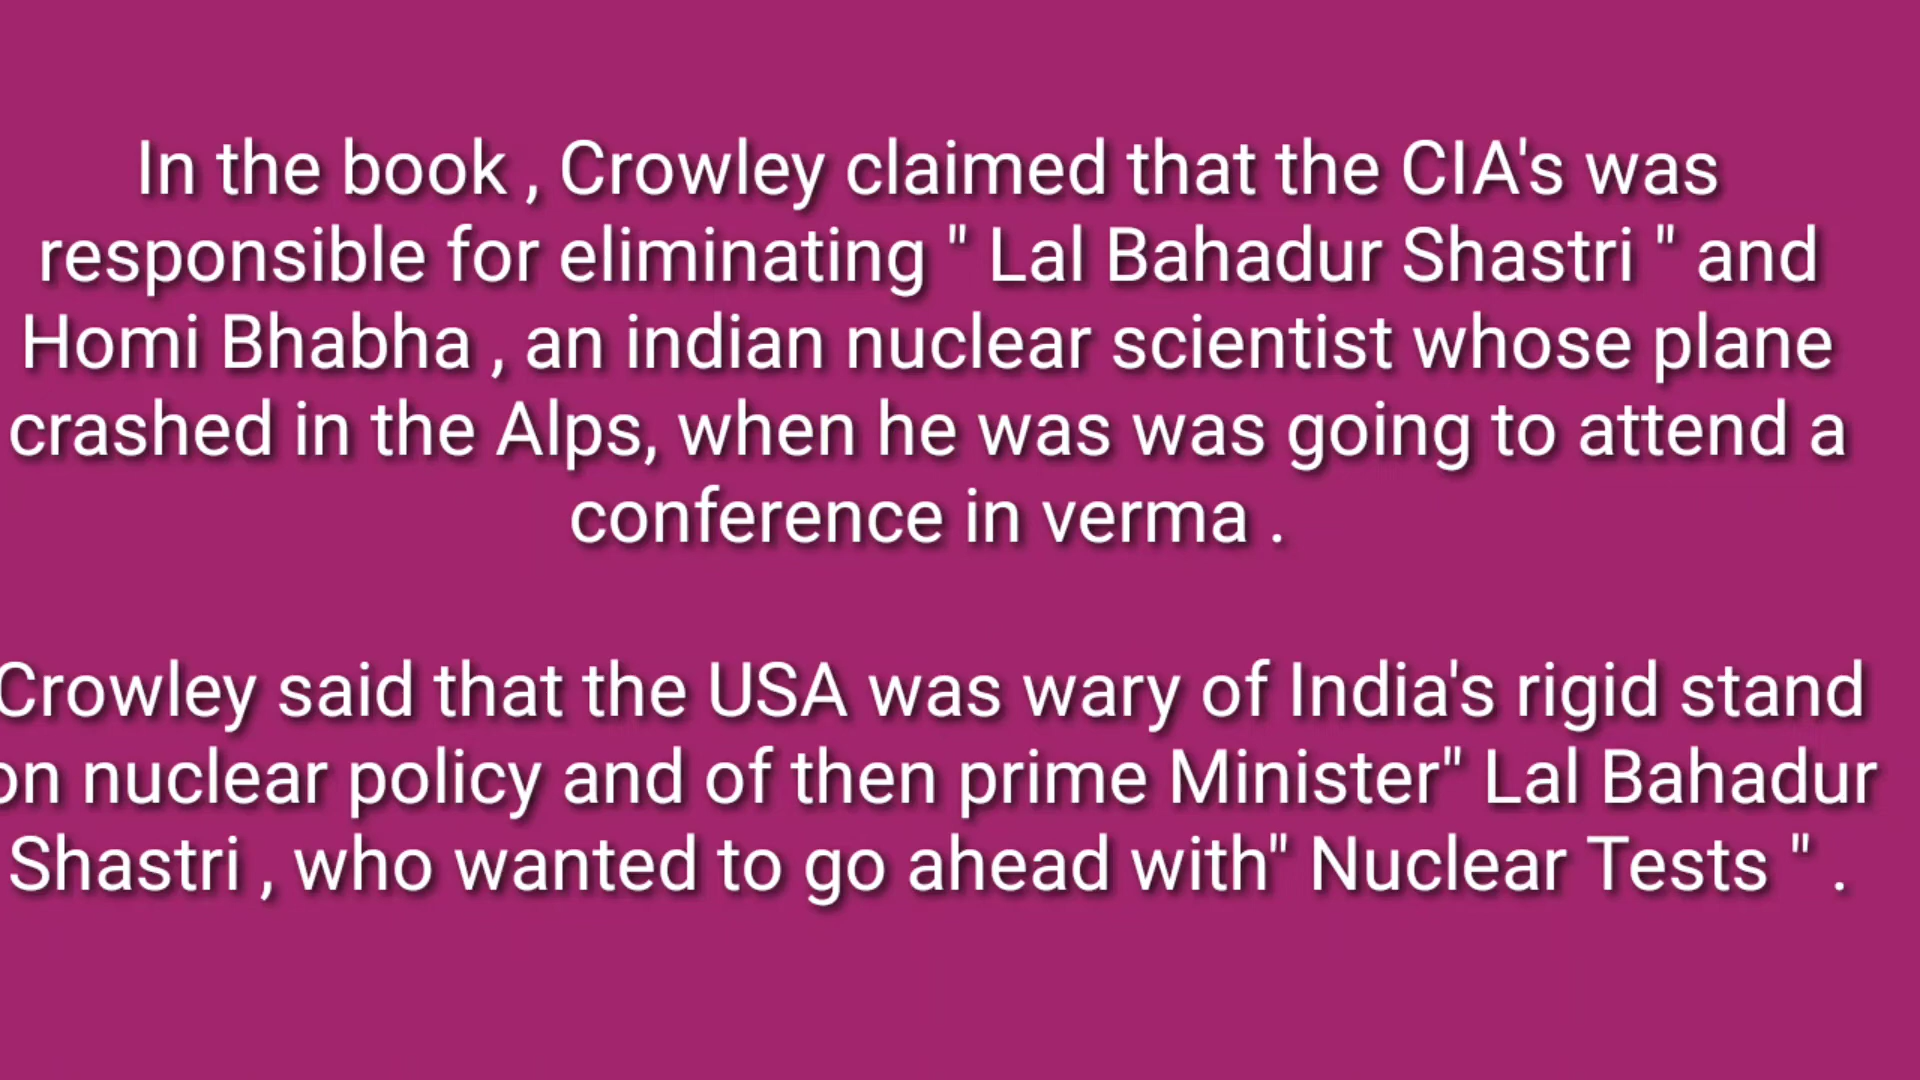 In the book , Crowley claimed that the CIA's was
responsible for eliminating " Lal Bahadur Shastri " and
Homi Bhabha , an indian nuclear scientist whose plane
crashed in the Alps, when he was was going to attend a
conference in verma .
Crowley said that the USA was wary of India's rigid stand
on nuclear policy and of then prime Minister" Lal Bahadur
Shastri , who wanted to go ahead with" Nuclear Tests " .